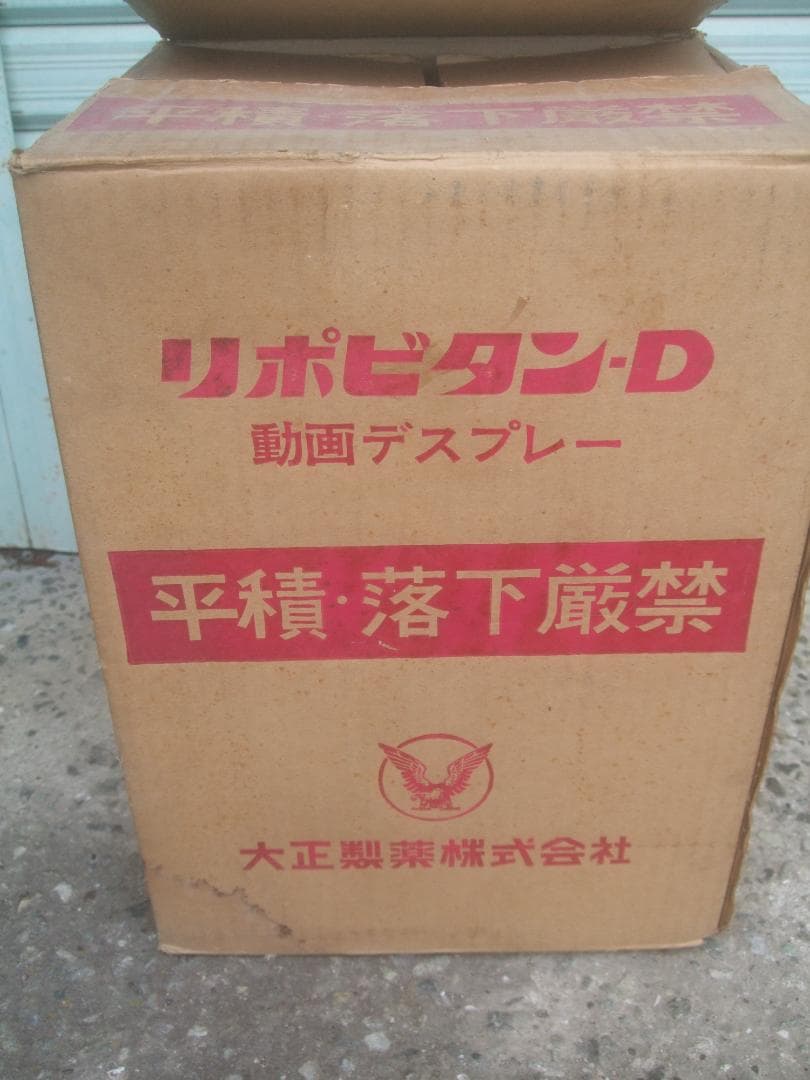 平積・落下厳禁
リポビタン-D
動画デスプレー
平積・落下厳禁
大正製薬株式会社